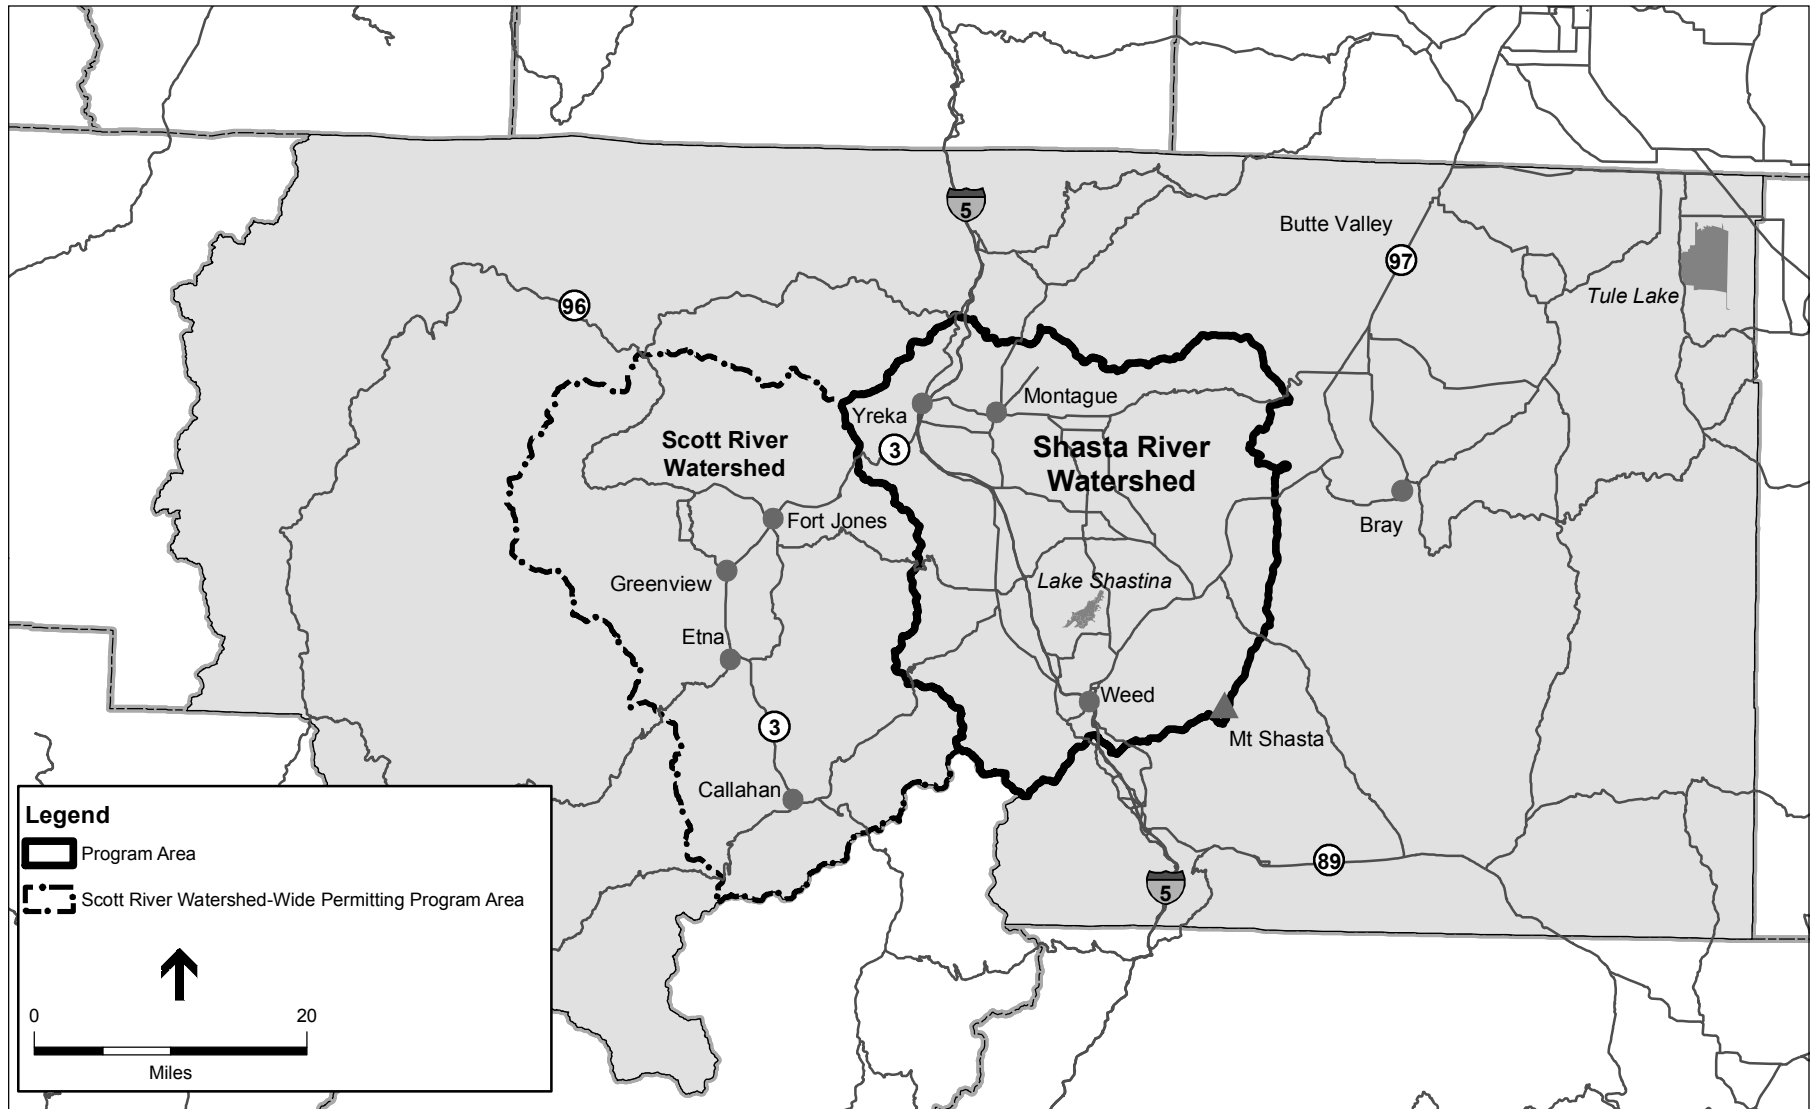 5
Butte Valley
97
Tule Lake
96
Montague
Yreka
3
Scott River
Watershed
Shasta River
Watershed
Fort Jones
Bray
Greenview
Lake Shastina
Etna
Weed
3
Mt Shasta
Callahan
89
5
Legend
Program Area
Scott River Watershed-Wide Permitting Program Area
0 20
Miles